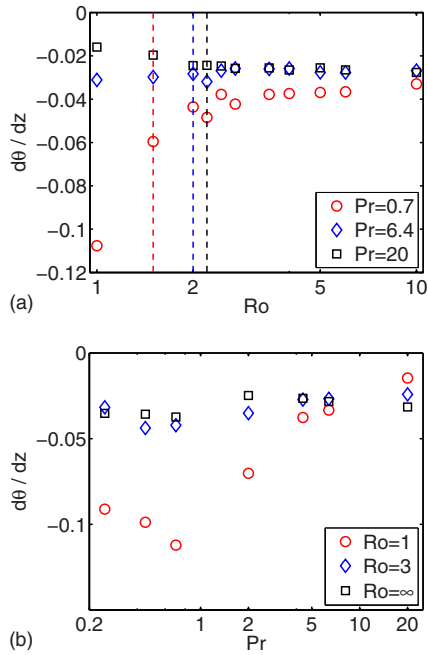 0
−0.02
−0.04
−0.06
−0.08
−0.1
−0.12
dθ / dz
1
2
5
10
Ro
Pr=0.7
Pr=6.4
Pr=20
(a)
0
−0.05
−0.1
dθ / dz
0.2
1
2
5
10
20
Pr
Ro=1
Ro=3
Ro=∞
(b)